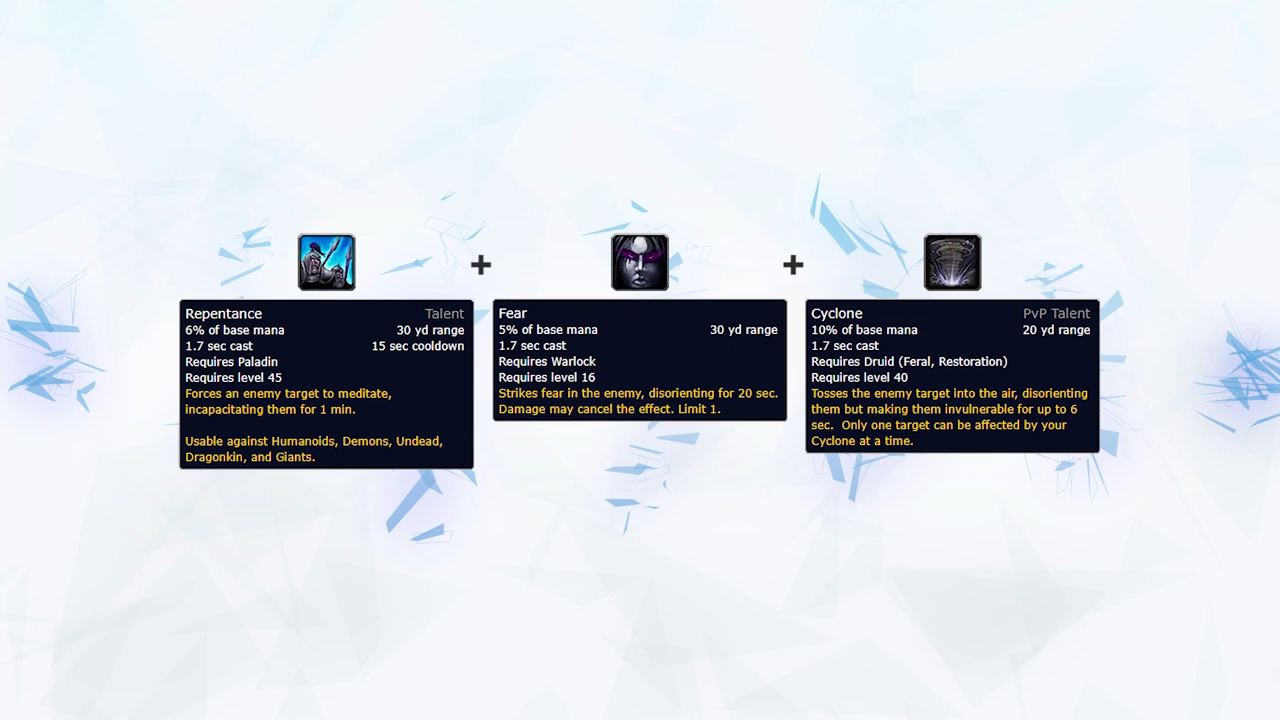 + +
Repentance Talent
6% of base mana 30 yd range
1.7 sec cast 15 sec cooldown
Requires Paladin
Requires level 45
Forces an enemy target to meditate,
incapacitating them for 1 min.
Usable against Humanoids, Demons, Undead,
Dragonkin, and Giants.
Fear
5% of base mana 30 yd range
1.7 sec cast
Requires Warlock
Requires level 16
Strikes fear in the enemy, disorienting for 20 sec.
Damage may cancel the effect. Limit 1.
Cyclone PvP Talent
10% of base mana 20 yd range
1.7 sec cast
Requires Druid (Feral, Restoration)
Requires level 40
Tosses the enemy target into the air, disorienting
them but making them invulnerable for up to 6
sec. Only one target can be affected by your
Cyclone at a time.